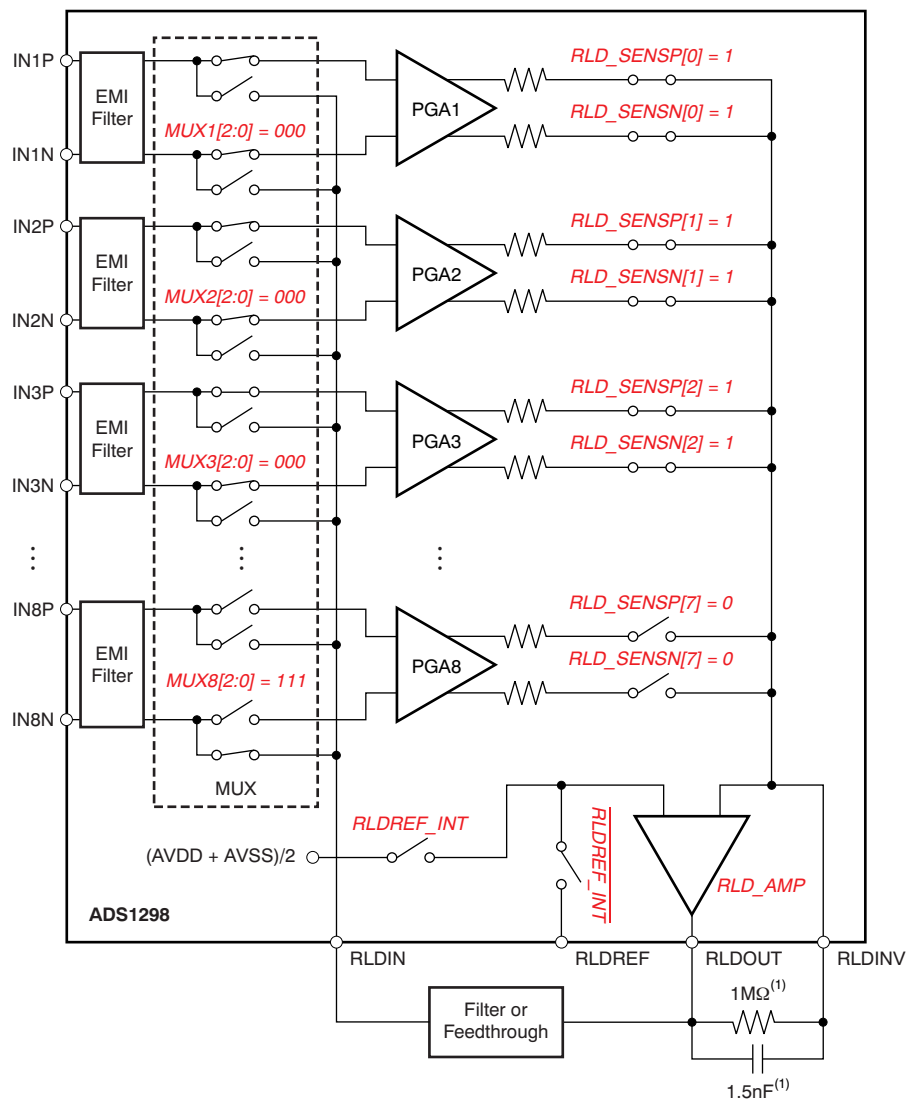 IN1P
EMI
Filter
MUX1[2:0] = 000
IN1N
PGA1
RLD_SENSP[0] = 1
RLD_SENSN[0] = 1
IN2P
EMI
Filter
MUX2[2:0] = 000
IN2N
PGA2
RLD_SENSP[1] = 1
RLD_SENSN[1] = 1
IN3P
EMI
Filter
MUX3[2:0] = 000
IN3N
PGA3
RLD_SENSP[2] = 1
RLD_SENSN[2] = 1
IN8P
EMI
Filter
MUX8[2:0] = 111
IN8N
PGA8
RLD_SENSP[7] = 0
RLD_SENSN[7] = 0
MUX
RLDREF_INT
(AVDD + AVSS)/2
RLDREF_INT
RLD_AMP
ADS1298
RLDIN
RLDREF
RLDOUT
RLDINV
Filter or
Feedthrough
1MΩ(1)
1.5nF(1)